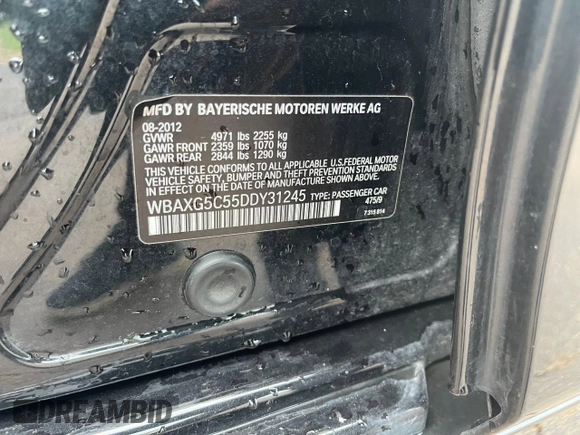 MFD BY BAYERISCHE MOTOREN WERKE AG
08-2012
GVWR 4971 lbs 2255 kg
GAWR FRONT 2359 lbs 1070 kg
GAWR REAR 2844 lbs 1290 kg
THIS VEHICLE CONFORMS TO ALL APPLICABLE U.S.FEDERAL MOTOR
VEHICLE SAFETY, BUMPER AND THEFT PREVENTION STANDARDS
IN EFFECT ON THE DATE OF MANUFACTURE SHOWN ABOVE.
WBAXG5C55DDY31245 TYPE: PASSENGER CAR
475/9
7 315 814
DREAMBID